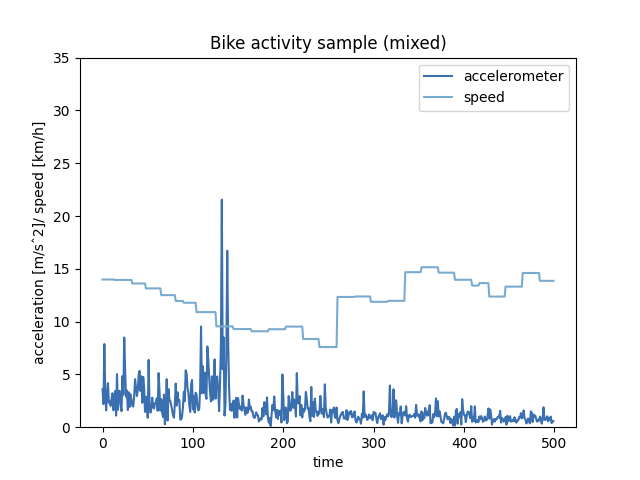 Bike activity sample (mixed)
accelerometer
speed
acceleration [m/s^2]/ speed [km/h]
35
30
25
20
15
10
5
0
0
100
200
300
400
500
time